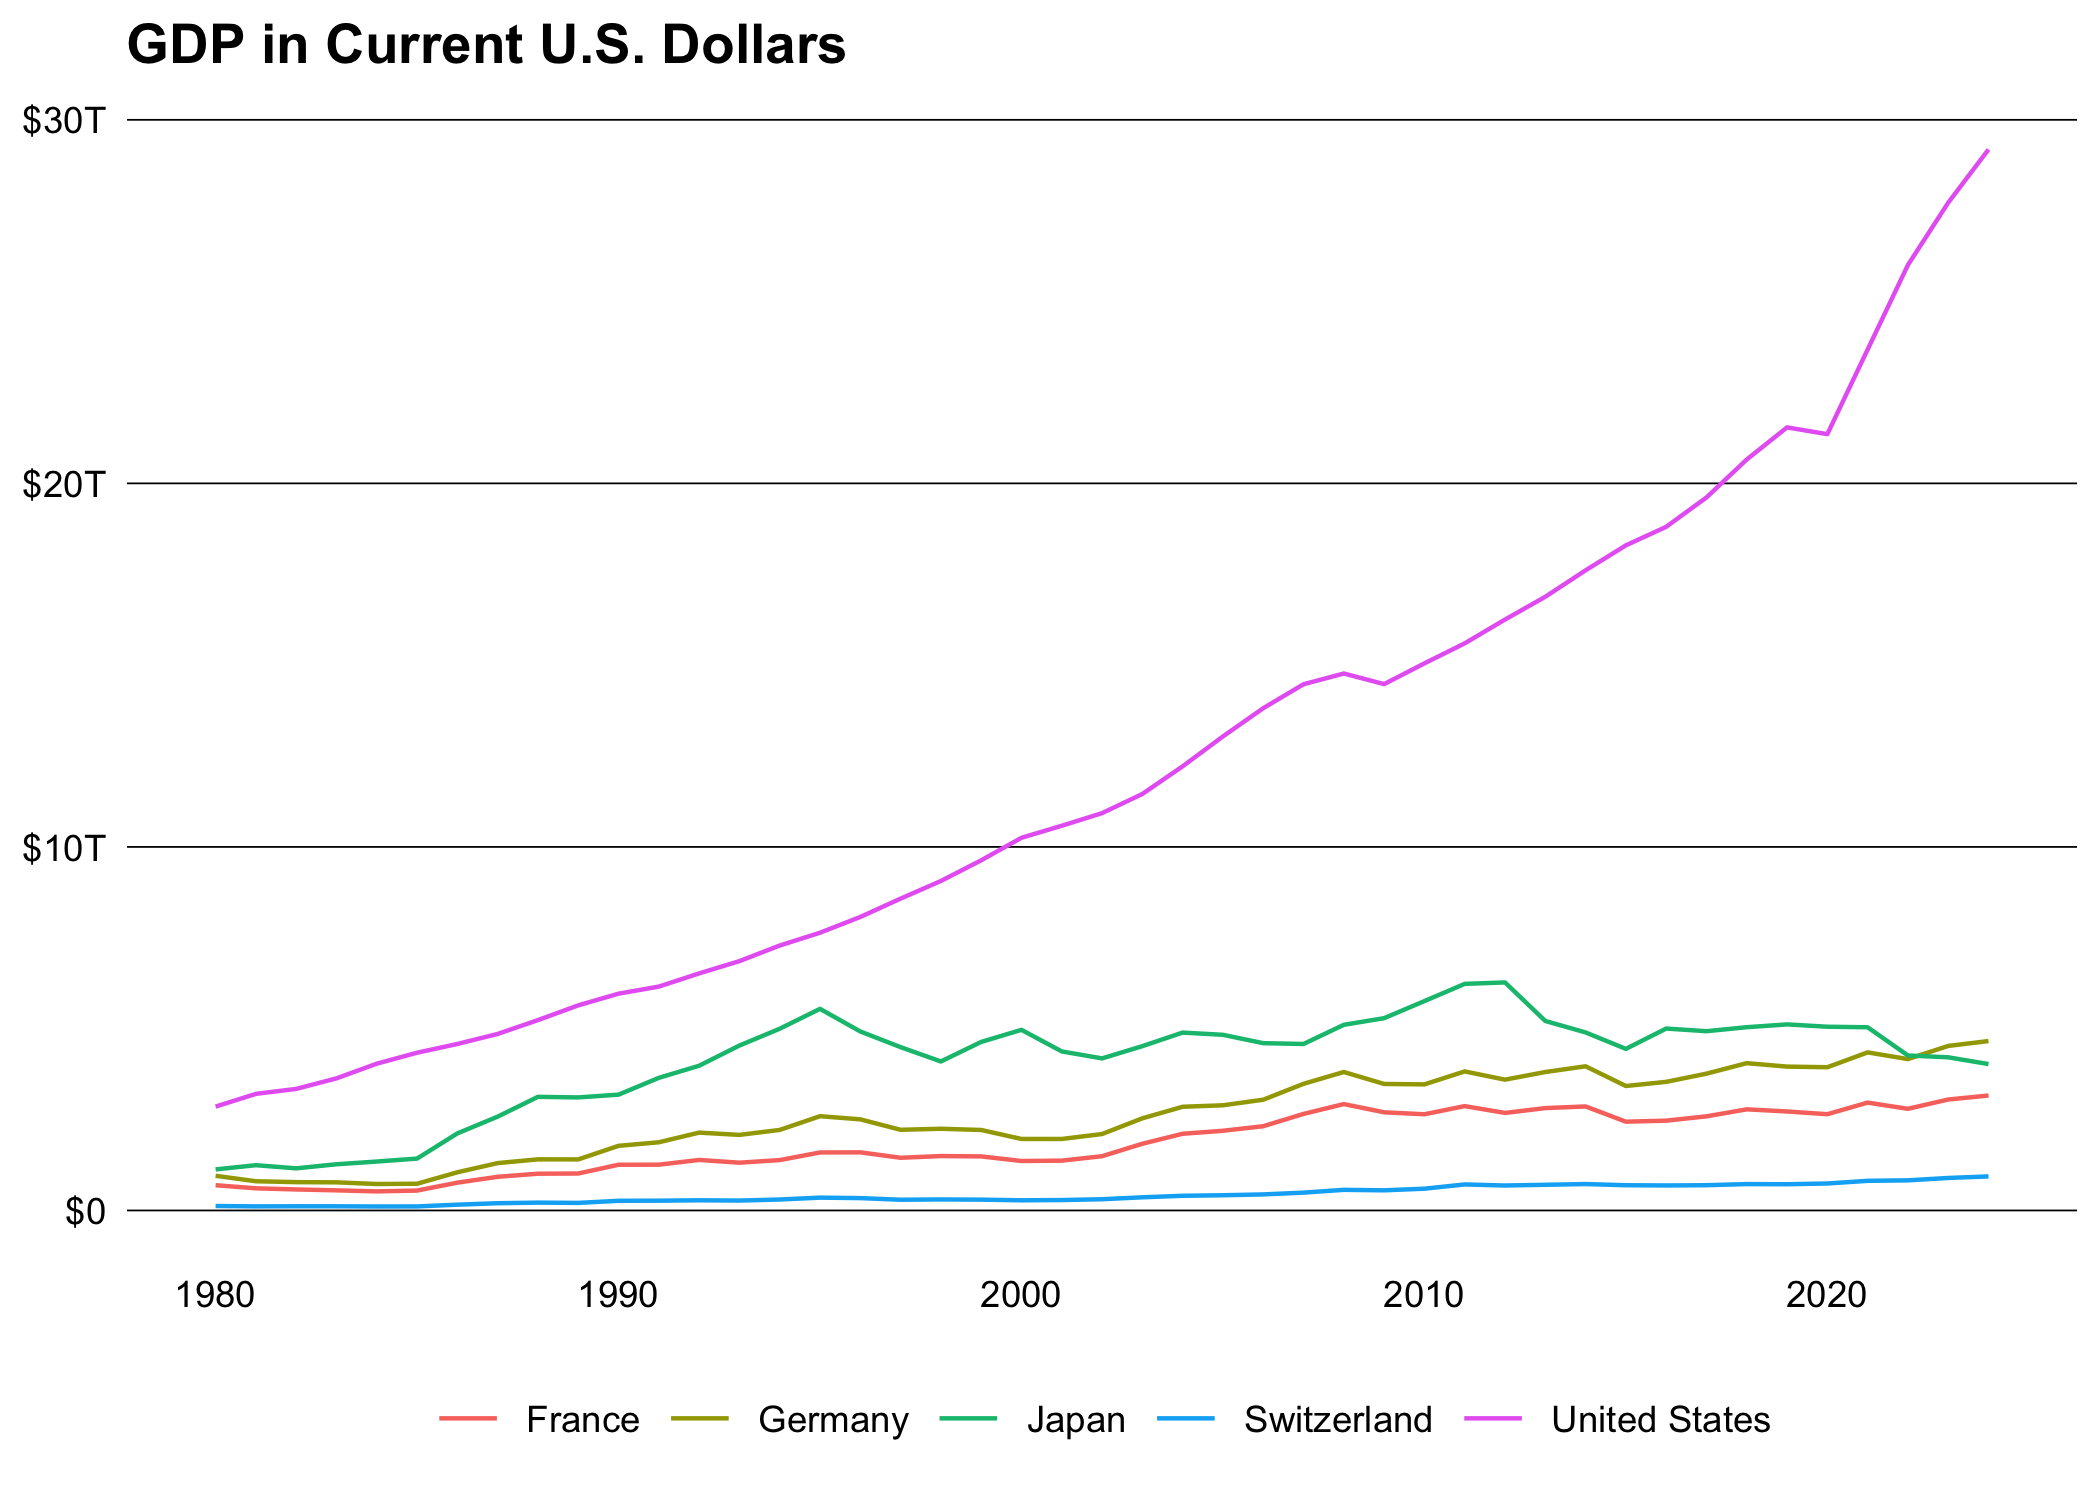 GDP in Current U.S. Dollars
$30T
$20T
$10T
$0
1980 1990 2000 2010 2020
France Germany Japan Switzerland United States